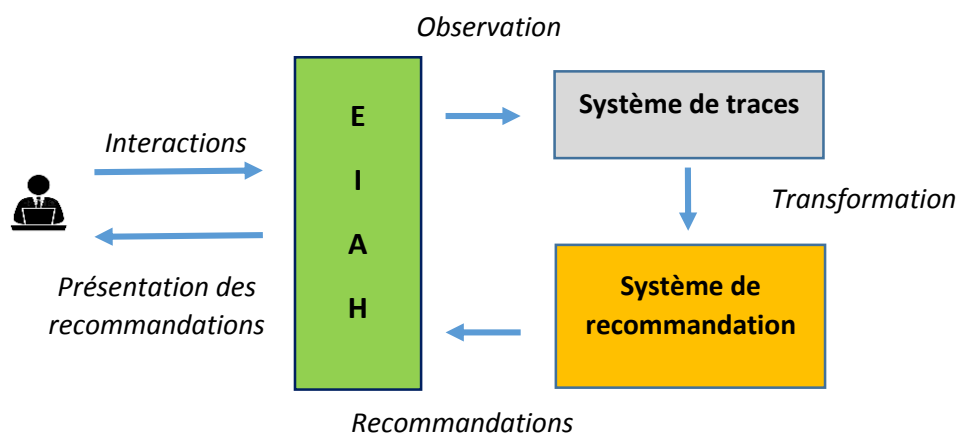 Observation
Interactions
Présentation des
recommandations
E
I
A
H
Système de traces
Transformation
Système de
recommandation
Recommandations